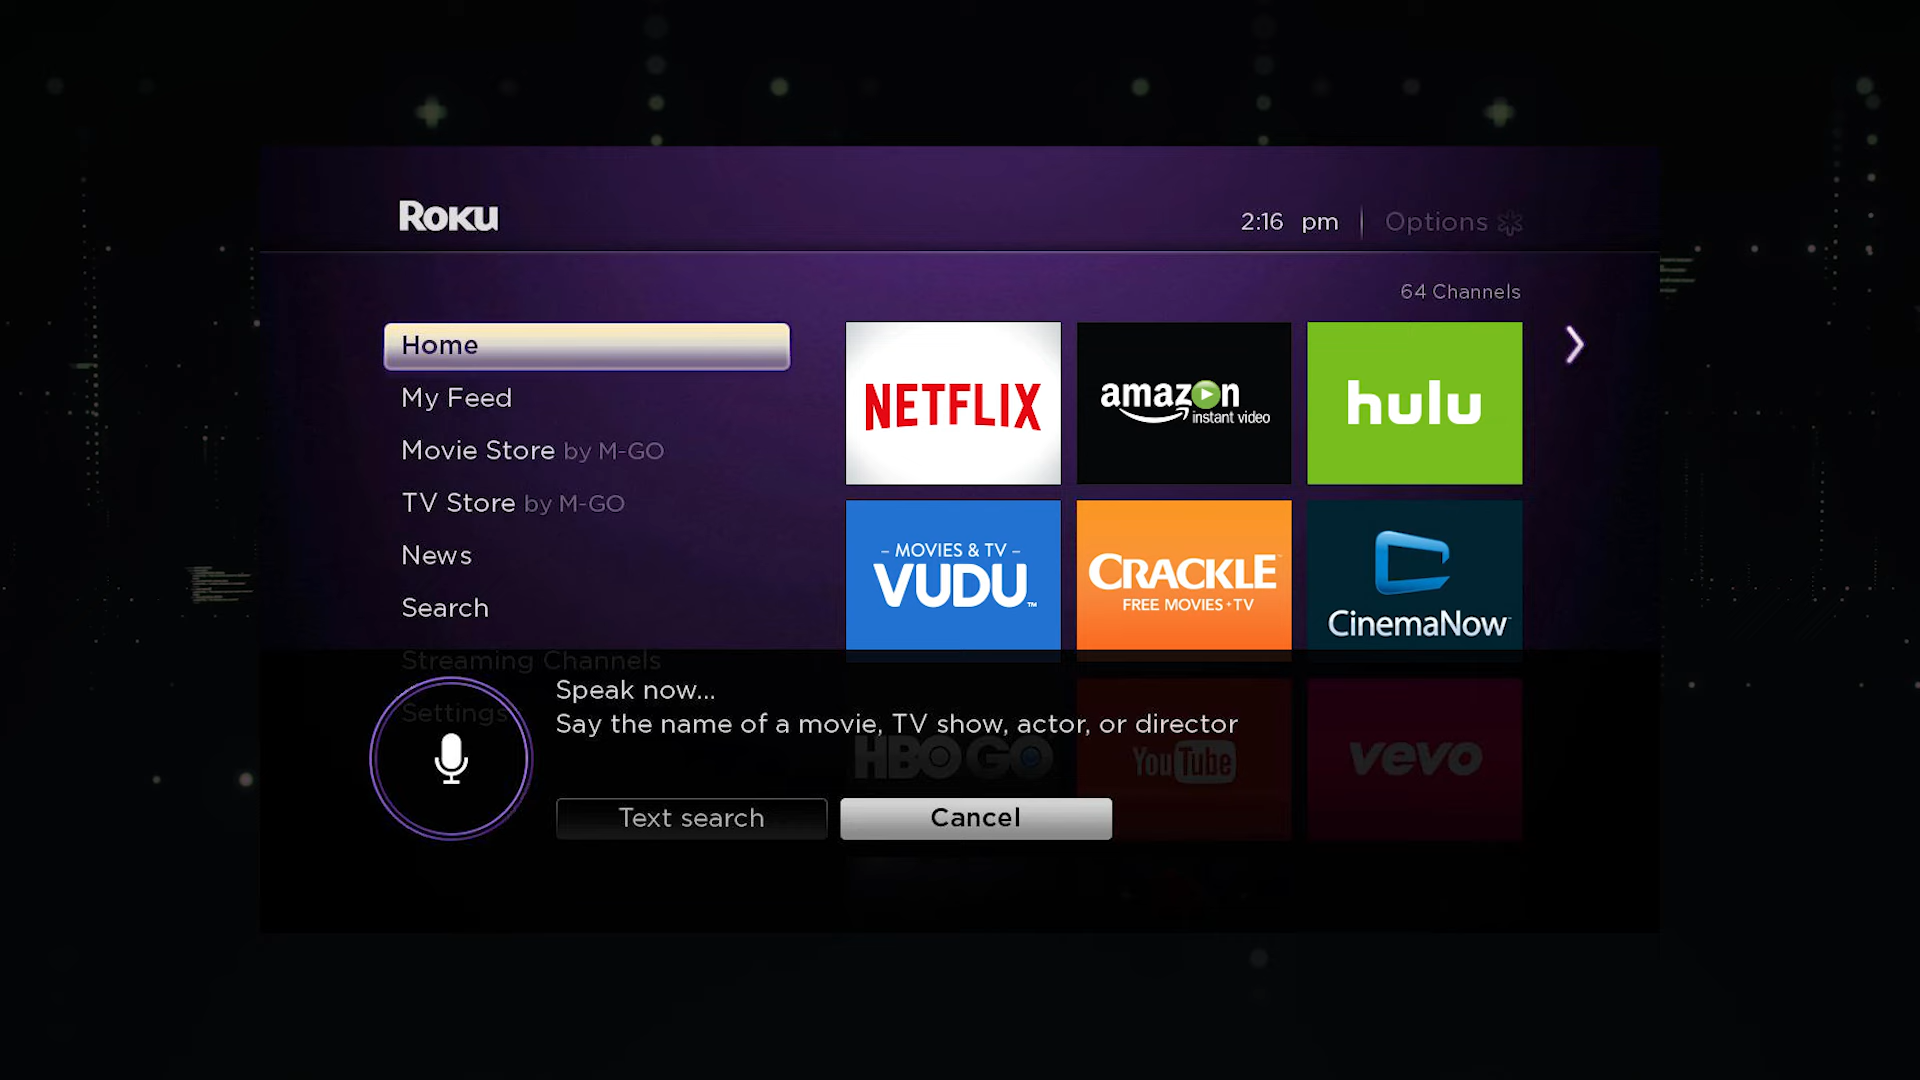 Roku
2:16 pm
Options
64 Channels
Home
My Feed
Movie Store by M-GO
TV Store by M-GO
News
Search
Streaming Channels
Settings
NETFLIX
amazon
instant video
hulu
- MOVIES & TV -
VUDU™
CRACKLE
FREE MOVIES • TV
CinemaNow
HBO GO
YouTube
vevo
Speak now...
Say the name of a movie, TV show, actor, or director
Text search
Cancel